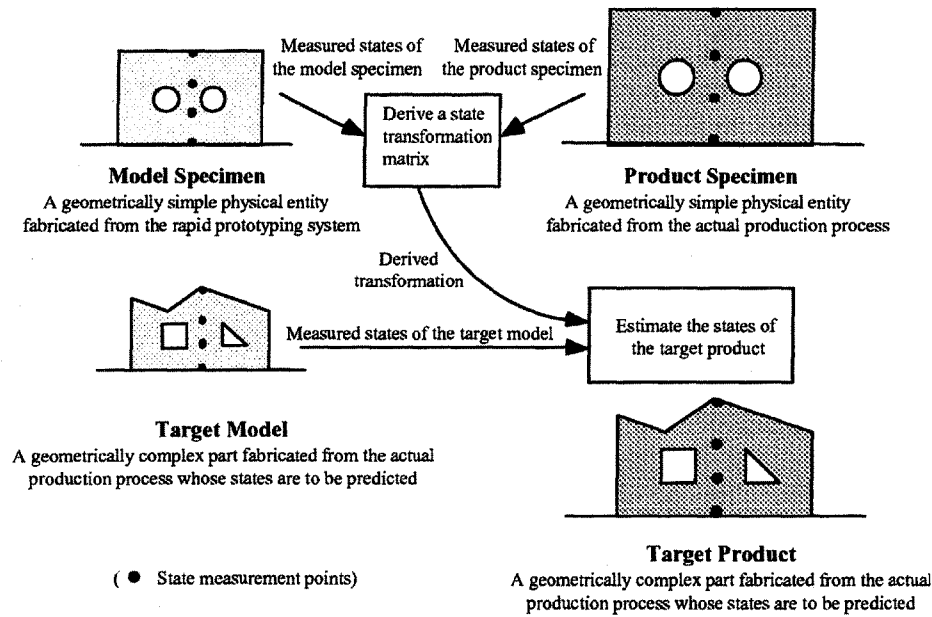 Measured states of
the model specimen
Measured states of
the product specimen
Derive a state
transformation
matrix
Model Specimen
A geometrically simple physical entity
fabricated from the rapid prototyping system
Product Specimen
A geometrically simple physical entity
fabricated from the actual production process
Derived
transformation
Measured states of the target model
Estimate the states of
the target product
Target Model
A geometrically complex part fabricated from the actual
production process whose states are to be predicted
Target Product
A geometrically complex part fabricated from the actual
production process whose states are to be predicted
( ● State measurement points)